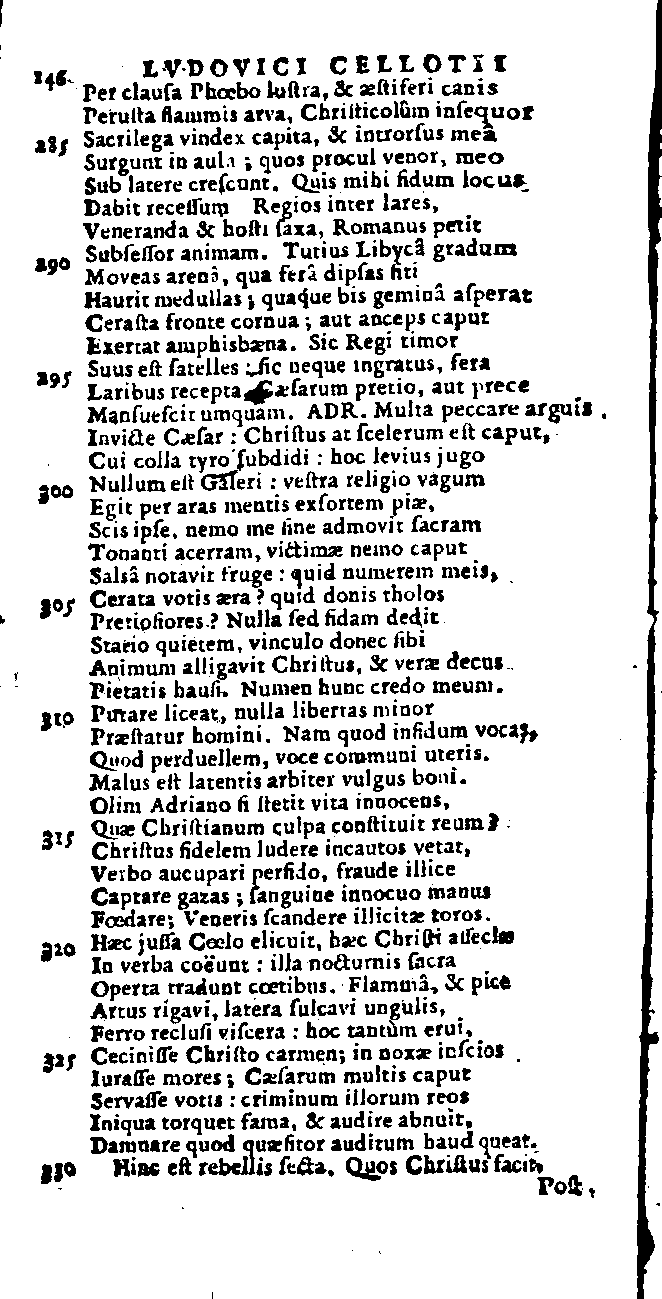 246. LVDOVICI CELLOTII
Per clauſa Phœbo luſtra, & æſtiferi canis
Peruſta flammis arva, Chriſticolûm inſequor
285 Sacrilega vindex capita, & introrſus meâ
Surgunt in aula ; quos procul venor, meo
Sub latere creſcunt. Quis mihi fidum locus
Dabit receſſum Regios inter lares,
Veneranda & hoſti ſaxa, Romanus petit
290 Subſeſſor animam. Tutius Libycâ gradum
Moveas arenâ, qua ferâ dipſas ſiti
Haurit medullas ; quaque bis geminâ aſperat
Ceraſta fronte cornua ; aut anceps caput
Exertat amphisbæna. Sic Regi timor
295 Suus eſt ſatelles : ſic neque ingratus, fera
Laribus recepta Cæſarum pretio, aut prece
Manſueſcit umquam. ADR. Multa peccare arguis.
Invicte Cæſar : Chriſtus at ſcelerum eſt caput,
Cui colla tyro ſubdidi : hoc levius jugo
300 Nullum eſt Galeri : veſtra religio vagum
Egit per aras mentis exſortem piæ,
Scis ipſe, nemo me ſine admovit ſacram
Tonanti acerram, victimæ nemo caput
Salsâ notavit fruge : quid numerem meis,
305 Cerata votis æra ? quid donis tholos
Pretioſiores ? Nulla ſed fidam dedit
Statio quietem, vinculo donec ſibi
Animum alligavit Chriſtus, & veræ decus
Pietatis hauſi. Numen hunc credo meum.
310 Putare liceat, nulla libertas minor
Præſtatur homini. Nam quod infidum vocas,
Quod perduellem, voce communi uteris.
Malus eſt latentis arbiter vulgus boni.
Olim Adriano ſi ſtetit vita innocens,
315 Quæ Chriſtianum culpa conſtituit reum ?
Chriſtus fidelem ludere incautos vetat,
Verbo aucupari perfido, fraude illice
Captare gazas ; ſanguine innocuo manus
Fœdare; Veneris ſcandere illicitæ toros.
320 Hæc juſſa Cœlo elicuit, hæc Chriſti aſſeclæ
In verba coëunt : illa nocturnis ſacra
Operta tradunt cœtibus. Flammâ, & pice
Artus rigavi, latera ſulcavi ungulis,
Ferro recluſi viſcera : hoc tantùm erui,
325 Ceciniſſe Chriſto carmen; in noxæ inſcios
Iuraſſe mores ; Cæſarum multis caput
Servaſſe votis : criminum illorum reos
Iniqua torquet fama, & audire abnuit,
Damnare quod quæſitor auditum haud queat.
330 Hinc eſt rebellis ſecta. Quos Chriſtus facit,
Poſt,